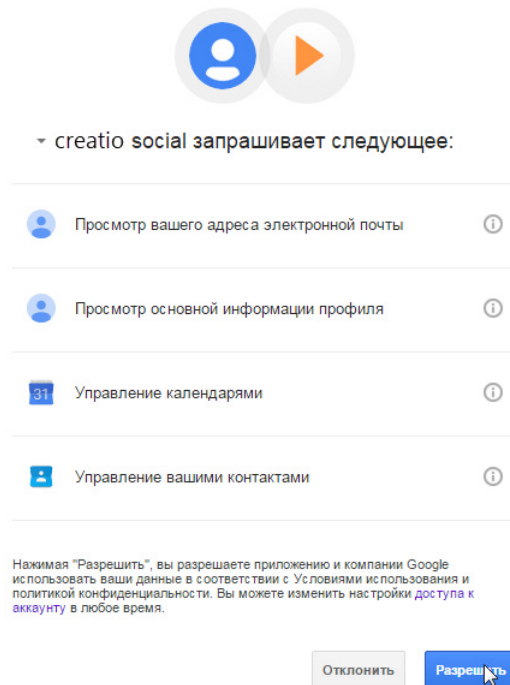 creatio social запрашивает следующее:
Просмотр вашего адреса электронной почты
Просмотр основной информации профиля
31
Управление календарями
Управление вашими контактами
Нажимая "Разрешить", вы разрешаете приложению и компании Google
использовать ваши данные в соответствии с Условиями использования и
политикой конфиденциальности. Вы можете изменить настройки доступа к
аккаунту в любое время.
Отклонить
Разрешить